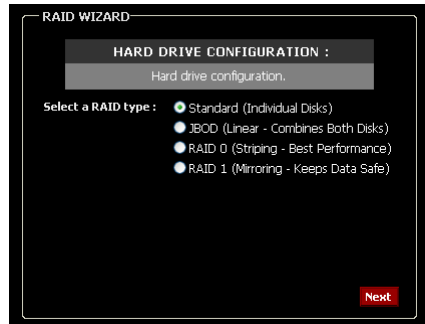 RAID WIZARD
HARD DRIVE CONFIGURATION :
Hard drive configuration.
Select a RAID type : Standard (Individual Disks)
JBOD (Linear - Combines Both Disks)
RAID 0 (Striping - Best Performance)
RAID 1 (Mirroring - Keeps Data Safe)
Next